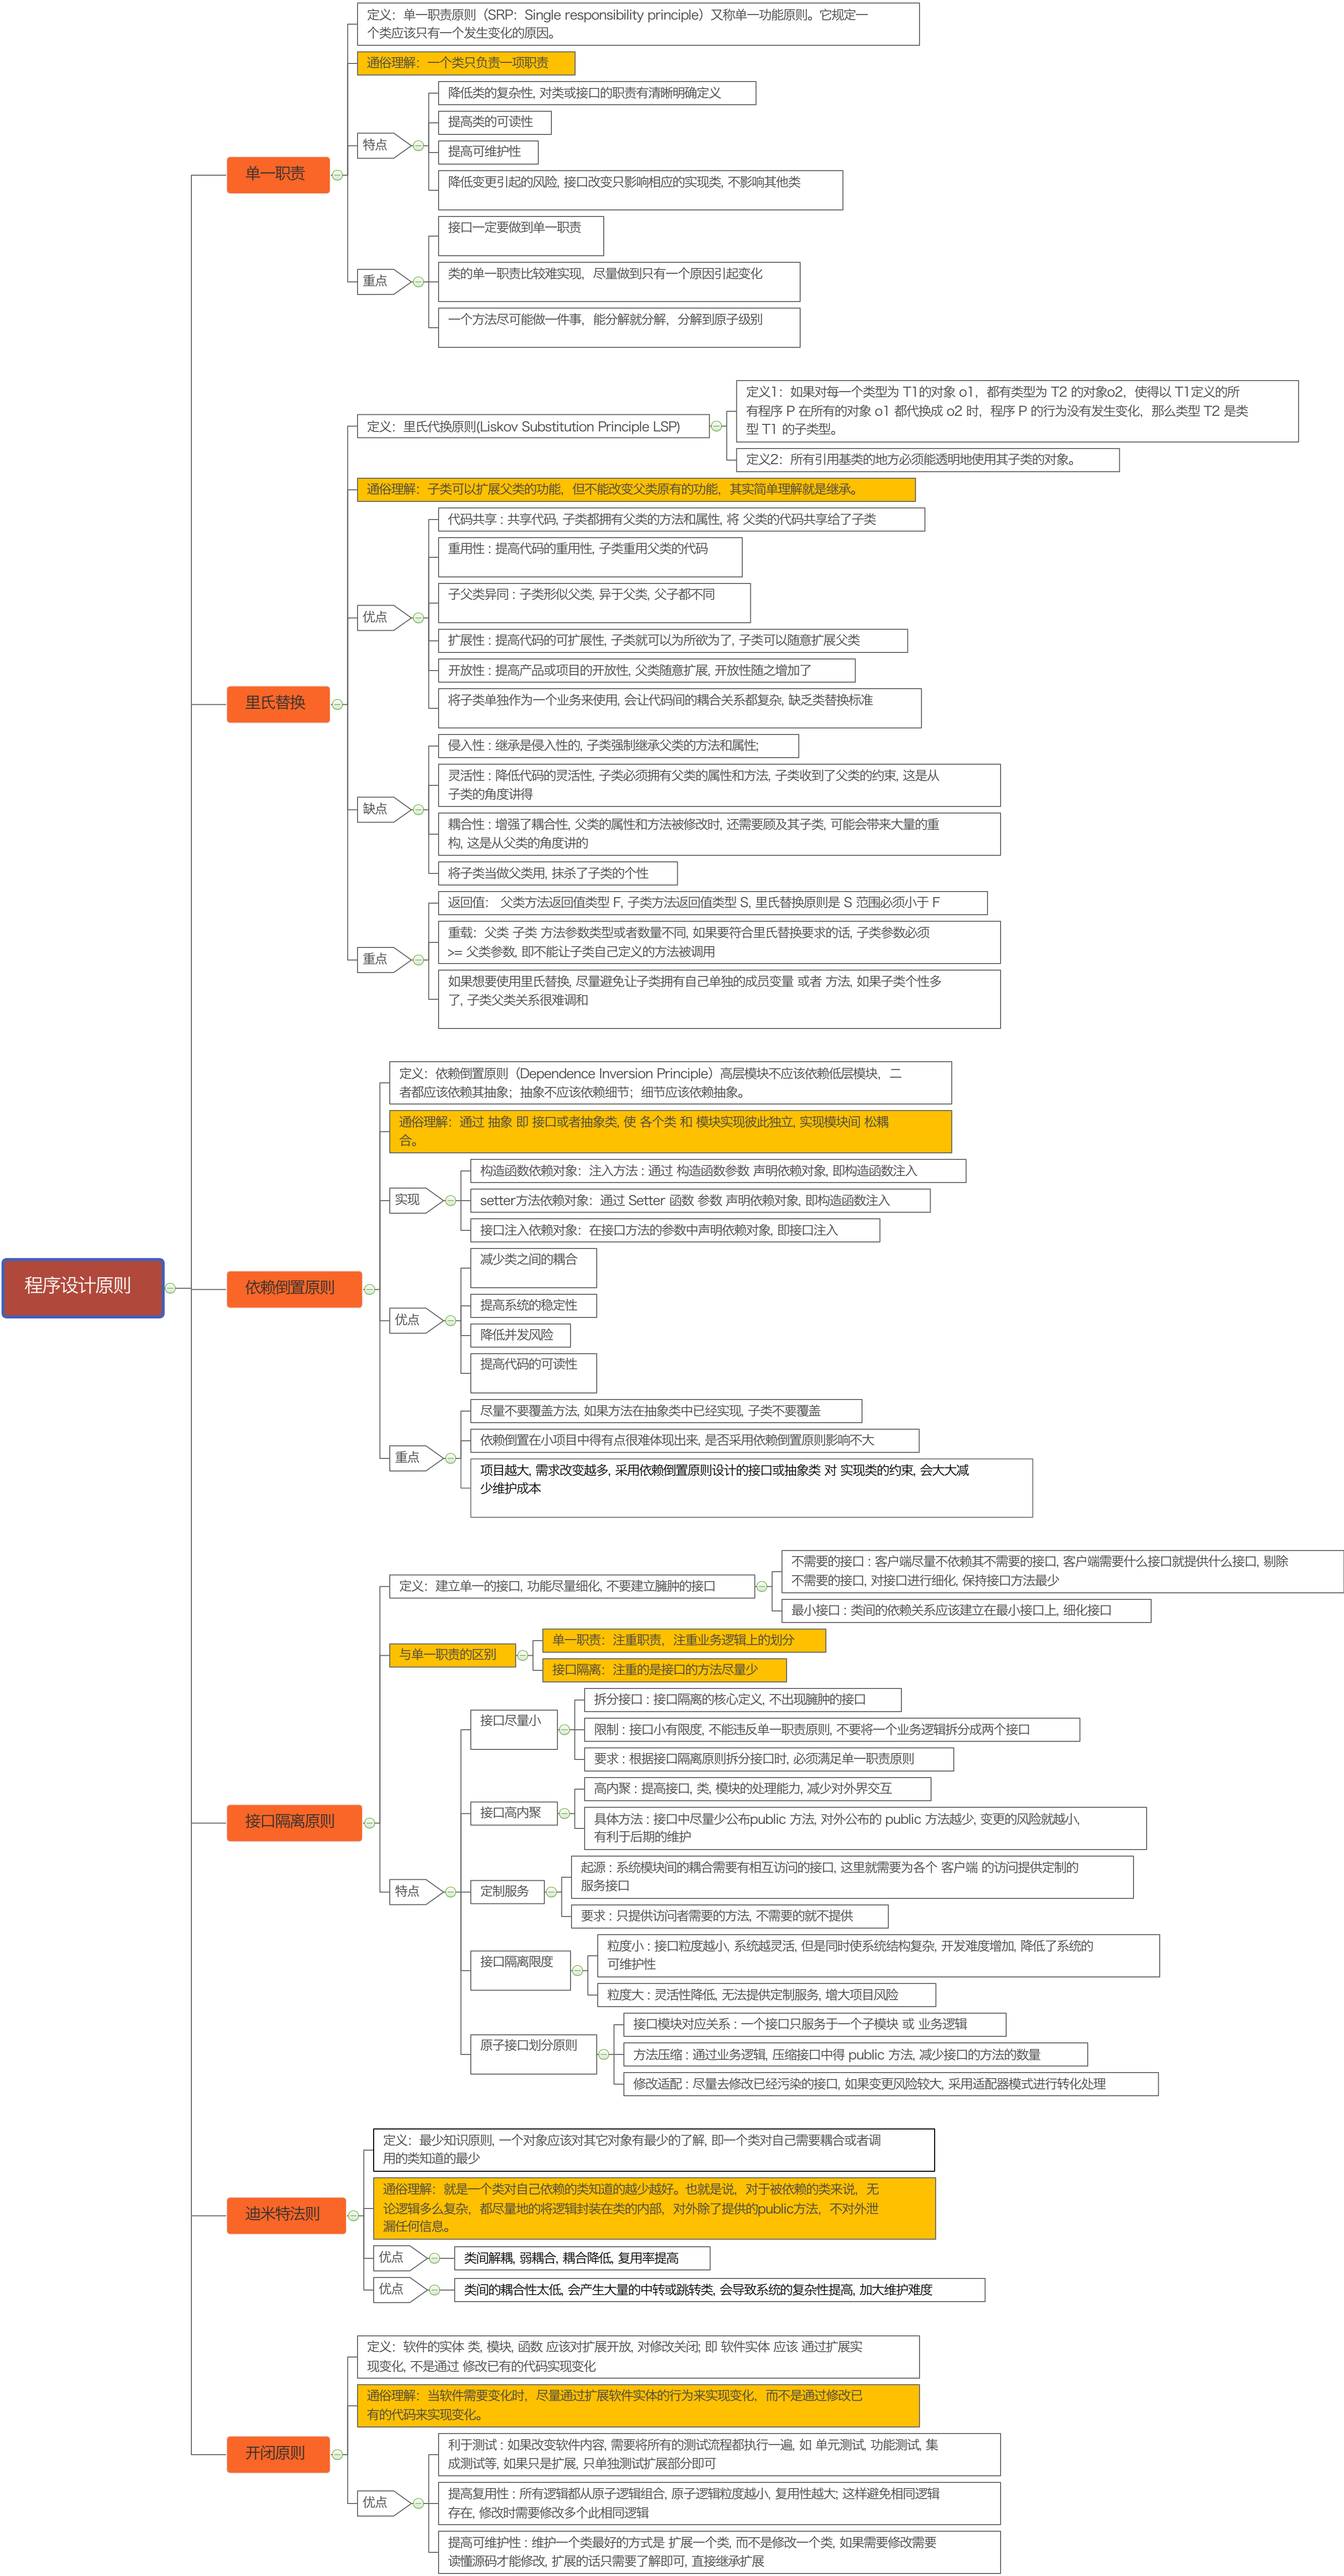 程序设计原则
单一职责
定义：单一职责原则（SRP：Single responsibility principle）又称单一功能原则。它规定一
个类应该只有一个发生变化的原因。
通俗理解：一个类只负责一项职责
特点
降低类的复杂性, 对类或接口的职责有清晰明确定义
提高类的可读性
提高可维护性
降低变更引起的风险, 接口改变只影响相应的实现类, 不影响其他类
重点
接口一定要做到单一职责
类的单一职责比较难实现，尽量做到只有一个原因引起变化
一个方法尽可能做一件事，能分解就分解，分解到原子级别
里氏替换
定义：里氏代换原则(Liskov Substitution Principle LSP)
定义1：如果对每一个类型为 T1的对象 o1，都有类型为 T2 的对象o2，使得以 T1定义的所
有程序 P 在所有的对象 o1 都代换成 o2 时，程序 P 的行为没有发生变化，那么类型 T2 是类
型 T1 的子类型。
定义2：所有引用基类的地方必须能透明地使用其子类的对象。
通俗理解：子类可以扩展父类的功能，但不能改变父类原有的功能，其实简单理解就是继承。
优点
代码共享 : 共享代码, 子类都拥有父类的方法和属性, 将 父类的代码共享给了子类
重用性 : 提高代码的重用性, 子类重用父类的代码
子父类异同 : 子类形似父类, 异于父类, 父子都不同
扩展性 : 提高代码的可扩展性, 子类就可以为所欲为了, 子类可以随意扩展父类
开放性 : 提高产品或项目的开放性, 父类随意扩展, 开放性随之增加了
将子类单独作为一个业务来使用, 会让代码间的耦合关系都复杂, 缺乏类替换标准
缺点
侵入性 : 继承是侵入性的, 子类强制继承父类的方法和属性;
灵活性 : 降低代码的灵活性, 子类必须拥有父类的属性和方法, 子类收到了父类的约束, 这是从
子类的角度讲得
耦合性 : 增强了耦合性, 父类的属性和方法被修改时, 还需要顾及其子类, 可能会带来大量的重
构, 这是从父类的角度讲的
将子类当做父类用, 抹杀了子类的个性
重点
返回值： 父类方法返回值类型 F, 子类方法返回值类型 S, 里氏替换原则是 S 范围必须小于 F
重载：父类 子类 方法参数类型或者数量不同, 如果要符合里氏替换要求的话, 子类参数必须
>= 父类参数, 即不能让子类自己定义的方法被调用
如果想要使用里氏替换, 尽量避免让子类拥有自己单独的成员变量 或者 方法, 如果子类个性多
了, 子类父类关系很难调和
依赖倒置原则
定义：依赖倒置原则（Dependence Inversion Principle）高层模块不应该依赖低层模块，二
者都应该依赖其抽象；抽象不应该依赖细节；细节应该依赖抽象。
通俗理解：通过 抽象 即 接口或者抽象类, 使 各个类 和 模块实现彼此独立, 实现模块间 松耦
合。
实现
构造函数依赖对象：注入方法 : 通过 构造函数参数 声明依赖对象, 即构造函数注入
setter方法依赖对象：通过 Setter 函数 参数 声明依赖对象, 即构造函数注入
接口注入依赖对象：在接口方法的参数中声明依赖对象, 即接口注入
优点
减少类之间的耦合
提高系统的稳定性
降低并发风险
提高代码的可读性
重点
尽量不要覆盖方法, 如果方法在抽象类中已经实现, 子类不要覆盖
依赖倒置在小项目中得有点很难体现出来, 是否采用依赖倒置原则影响不大
项目越大, 需求改变越多, 采用依赖倒置原则设计的接口或抽象类 对 实现类的约束, 会大大减
少维护成本
接口隔离原则
定义：建立单一的接口, 功能尽量细化, 不要建立臃肿的接口
不需要的接口 : 客户端尽量不依赖其不需要的接口, 客户端需要什么接口就提供什么接口, 剔除
不需要的接口, 对接口进行细化, 保持接口方法最少
最小接口 : 类间的依赖关系应该建立在最小接口上, 细化接口
与单一职责的区别
单一职责：注重职责，注重业务逻辑上的划分
接口隔离：注重的是接口的方法尽量少
特点
接口尽量小
拆分接口 : 接口隔离的核心定义, 不出现臃肿的接口
限制 : 接口小有限度, 不能违反单一职责原则, 不要将一个业务逻辑拆分成两个接口
要求 : 根据接口隔离原则拆分接口时, 必须满足单一职责原则
接口高内聚
高内聚 : 提高接口, 类, 模块的处理能力, 减少对外界交互
具体方法 : 接口中尽量少公布public 方法, 对外公布的 public 方法越少, 变更的风险就越小,
有利于后期的维护
定制服务
起源 : 系统模块间的耦合需要有相互访问的接口, 这里就需要为各个 客户端 的访问提供定制的
服务接口
要求 : 只提供访问者需要的方法, 不需要的就不提供
接口隔离限度
粒度小 : 接口粒度越小, 系统越灵活, 但是同时使系统结构复杂, 开发难度增加, 降低了系统的
可维护性
粒度大 : 灵活性降低, 无法提供定制服务, 增大项目风险
原子接口划分原则
接口模块对应关系 : 一个接口只服务于一个子模块 或 业务逻辑
方法压缩 : 通过业务逻辑, 压缩接口中得 public 方法, 减少接口的方法的数量
修改适配 : 尽量去修改已经污染的接口, 如果变更风险较大, 采用适配器模式进行转化处理
迪米特法则
定义：最少知识原则, 一个对象应该对其它对象有最少的了解, 即一个类对自己需要耦合或者调
用的类知道的最少
通俗理解：就是一个类对自己依赖的类知道的越少越好。也就是说，对于被依赖的类来说，无
论逻辑多么复杂，都尽量地的将逻辑封装在类的内部，对外除了提供的public方法，不对外泄
漏任何信息。
优点
类间解耦, 弱耦合, 耦合降低, 复用率提高
优点
类间的耦合性太低, 会产生大量的中转或跳转类, 会导致系统的复杂性提高, 加大维护难度
开闭原则
定义：软件的实体 类, 模块, 函数 应该对扩展开放, 对修改关闭; 即 软件实体 应该 通过扩展实
现变化, 不是通过 修改已有的代码实现变化
通俗理解：当软件需要变化时，尽量通过扩展软件实体的行为来实现变化，而不是通过修改已
有的代码来实现变化。
优点
利于测试 : 如果改变软件内容, 需要将所有的测试流程都执行一遍, 如 单元测试, 功能测试, 集
成测试等, 如果只是扩展, 只单独测试扩展部分即可
提高复用性 : 所有逻辑都从原子逻辑组合, 原子逻辑粒度越小, 复用性越大; 这样避免相同逻辑
存在, 修改时需要修改多个此相同逻辑
提高可维护性 : 维护一个类最好的方式是 扩展一个类, 而不是修改一个类, 如果需要修改需要
读懂源码才能修改, 扩展的话只需要了解即可, 直接继承扩展